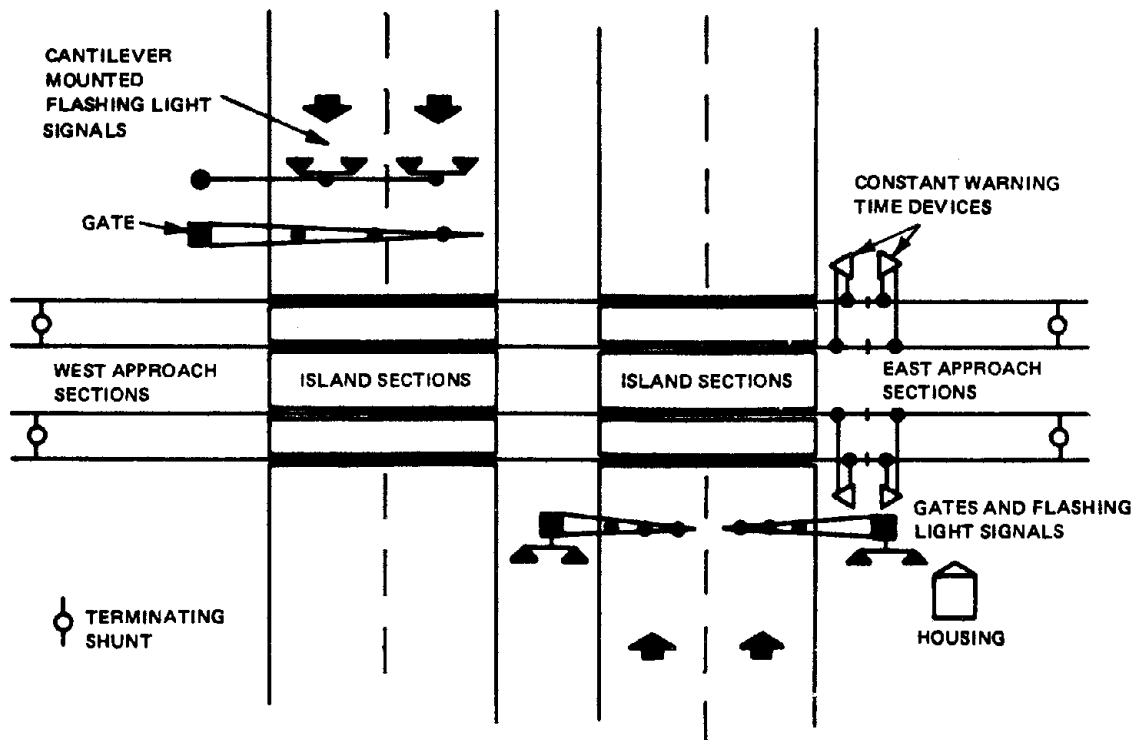 CANTILEVER
MOUNTED
FLASHING LIGHT
SIGNALS
GATE
CONSTANT WARNING
TIME DEVICES
WEST APPROACH
SECTIONS
ISLAND SECTIONS
ISLAND SECTIONS
EAST APPROACH
SECTIONS
GATES AND FLASHING
LIGHT SIGNALS
TERMINATING
SHUNT
HOUSING